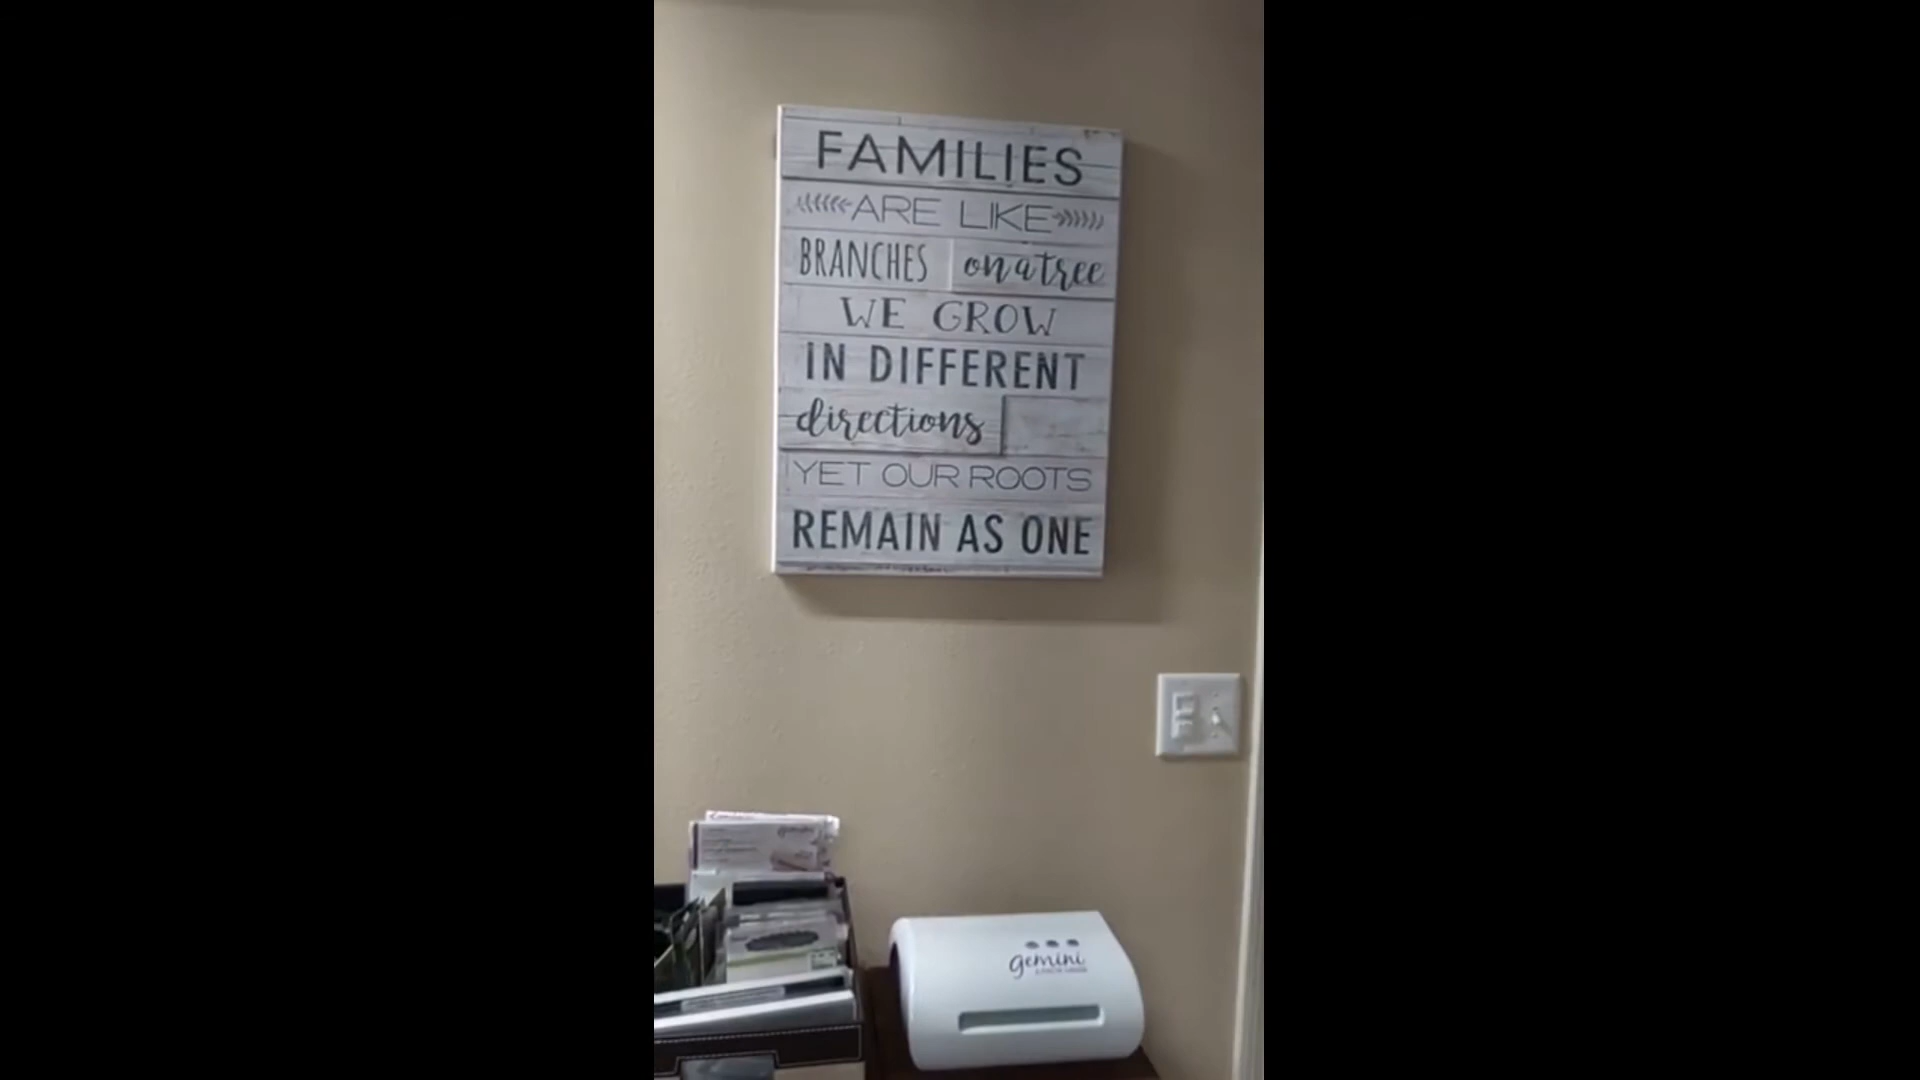 FAMILIES
ARE LIKE
BRANCHES on a tree
WE GROW
IN DIFFERENT
directions
YET OUR ROOTS
REMAIN AS ONE
gemini